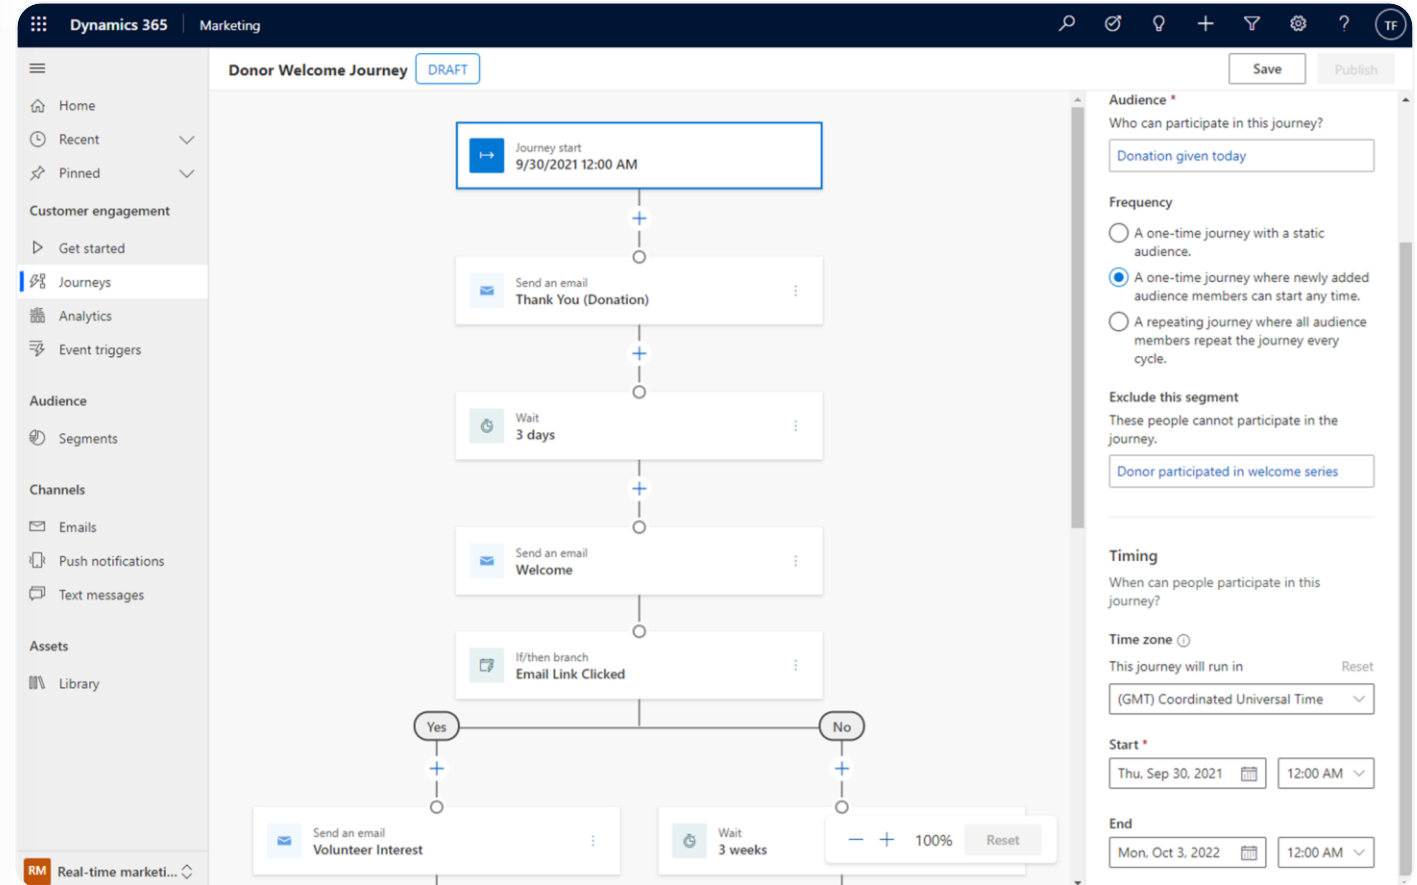 Dynamics 365
Marketing
TF
Donor Welcome Journey
DRAFT
Save
Publish
Home
Recent
Pinned
Customer engagement
Get started
Journeys
Analytics
Event triggers
Audience
Segments
Channels
Emails
Push notifications
Text messages
Assets
Library
RM
Real-time marketi...
Journey start
9/30/2021 12:00 AM
Send an email
Thank You (Donation)
Wait
3 days
Send an email
Welcome
If/then branch
Email Link Clicked
Yes
No
Send an email
Volunteer Interest
Wait
3 weeks
100%
Reset
Audience *
Who can participate in this journey?
Donation given today
Frequency
A one-time journey with a static
audience.
A one-time journey where newly added
audience members can start any time.
A repeating journey where all audience
members repeat the journey every
cycle.
Exclude this segment
These people cannot participate in the
journey.
Donor participated in welcome series
Timing
When can people participate in this
journey?
Time zone
This journey will run in
Reset
(GMT) Coordinated Universal Time
Start *
Thu, Sep 30, 2021
12:00 AM
End
Mon, Oct 3, 2022
12:00 AM